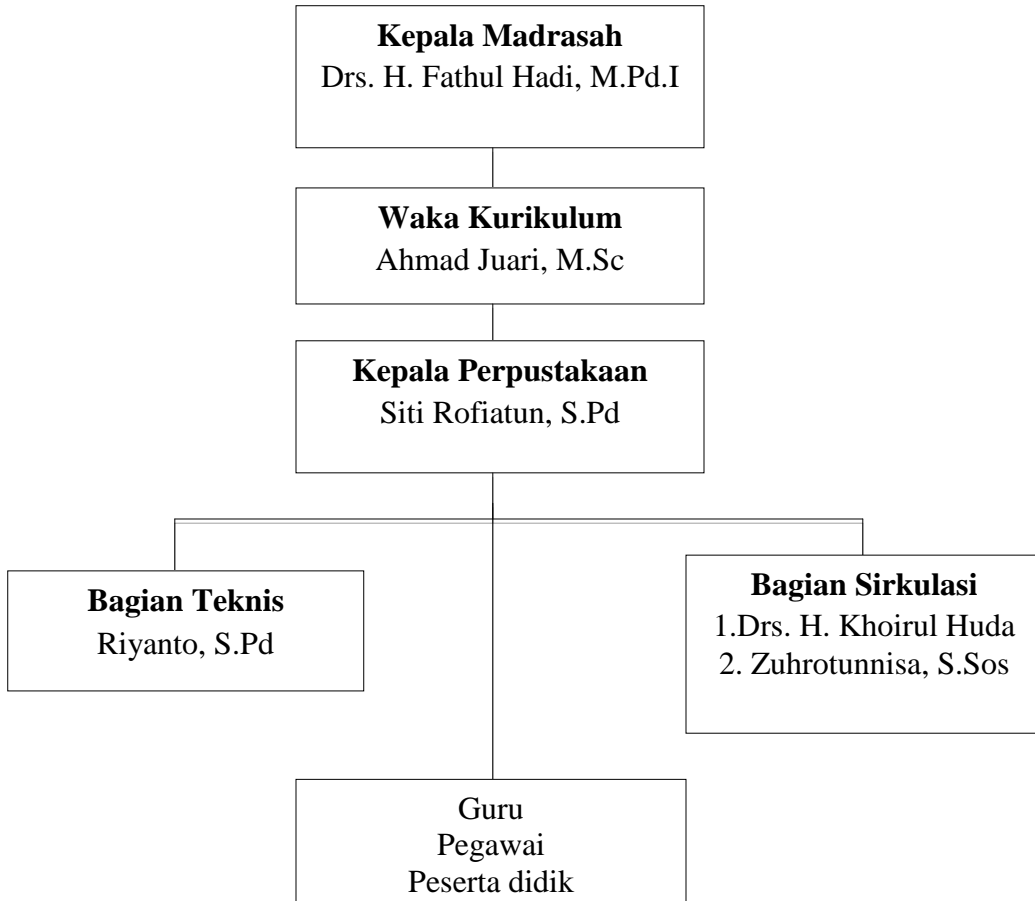 Kepala Madrasah
Drs. H. Fathul Hadi, M.Pd.I
Waka Kurikulum
Ahmad Juari, M.Sc
Kepala Perpustakaan
Siti Rofiatun, S.Pd
Bagian Teknis
Riyanto, S.Pd
Bagian Sirkulasi
1.Drs. H. Khoirul Huda
2. Zuhrotunnisa, S.Sos
Guru
Pegawai
Peserta didik